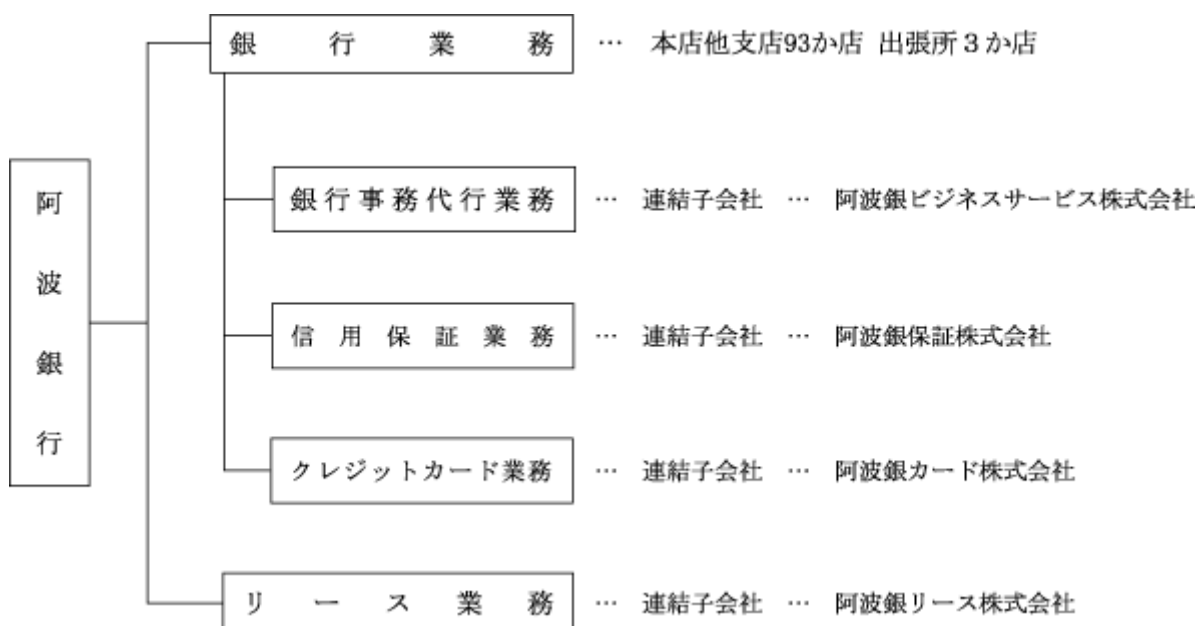 阿波銀行
銀行業務 … 本店他支店93か店 出張所３か店
銀行事務代行業務 … 連結子会社 … 阿波銀ビジネスサービス株式会社
信用保証業務 … 連結子会社 … 阿波銀保証株式会社
クレジットカード業務 … 連結子会社 … 阿波銀カード株式会社
リース業務 … 連結子会社 … 阿波銀リース株式会社